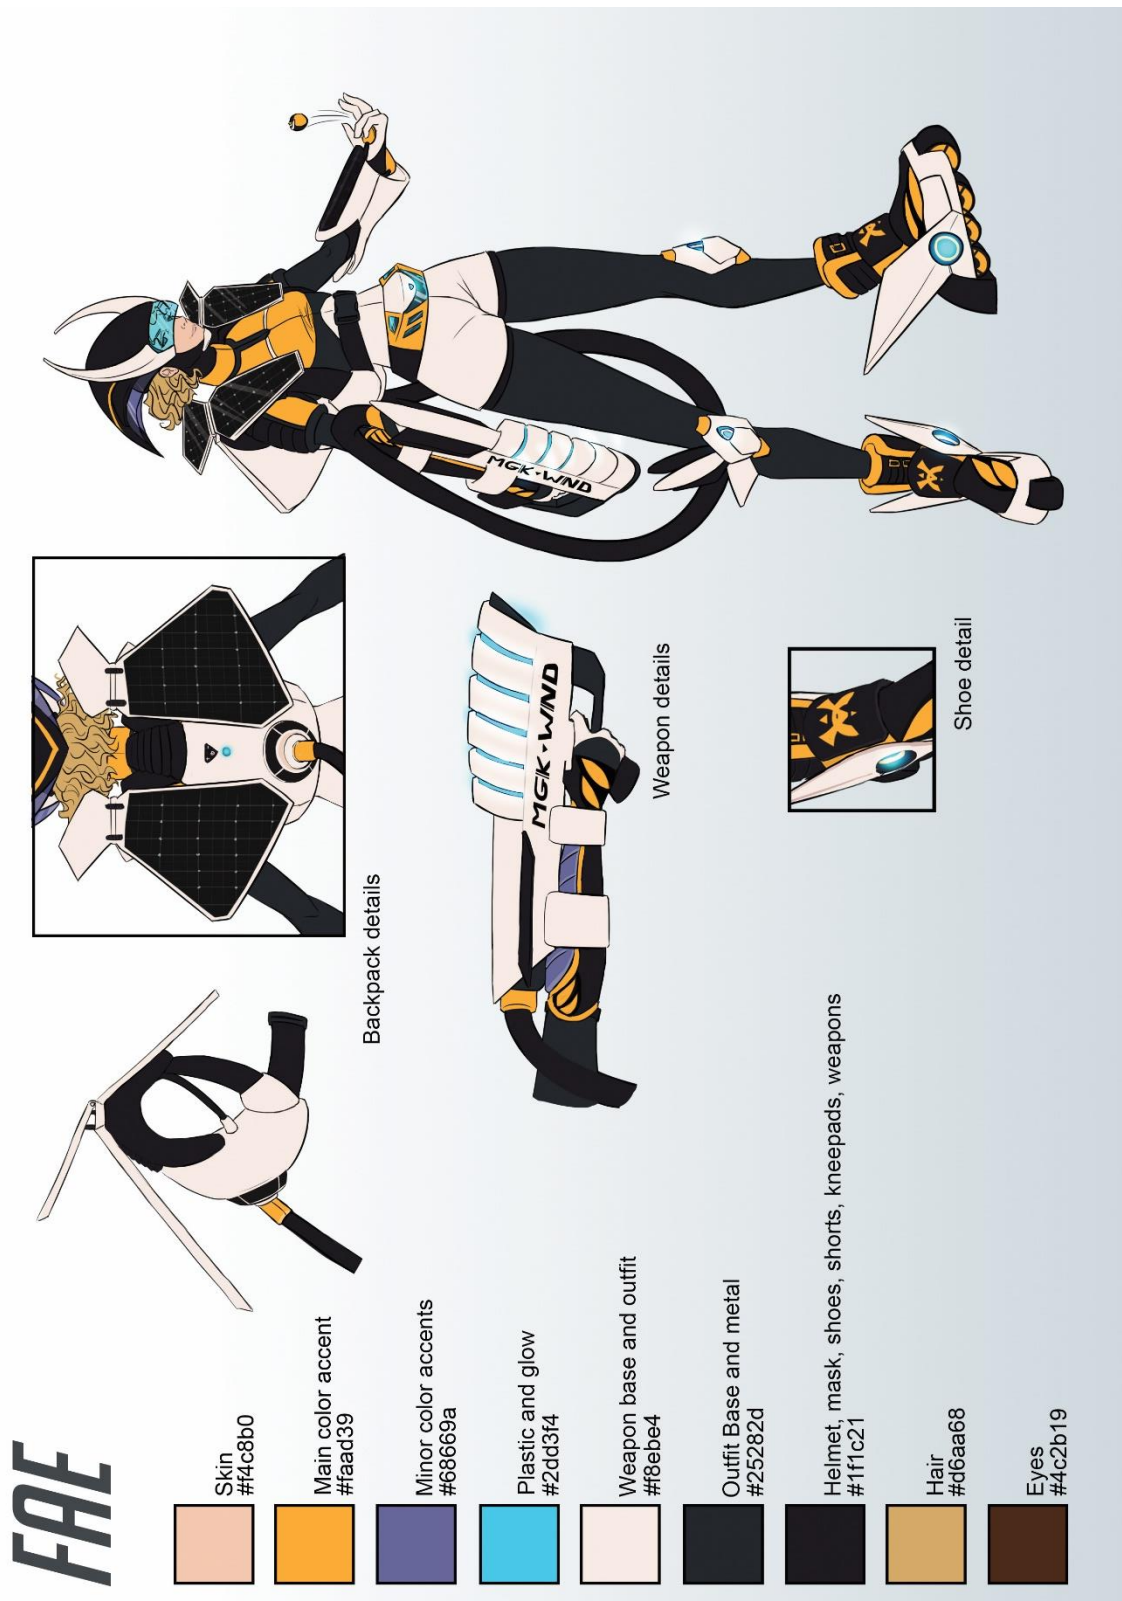 FAE
Skin
#f4c8b0
Main color accent
#faad39
Minor color accents
#68669a
Plastic and glow
#2dd3f4
Weapon base and outfit
#f8ebe4
Outfit Base and metal
#25282d
Helmet, mask, shoes, shorts, kneepads, weapons
#1f1c21
Hair
#d6aa68
Eyes
#4c2b19
Backpack details
MGK·WND
Weapon details
Shoe detail
MGK·WND